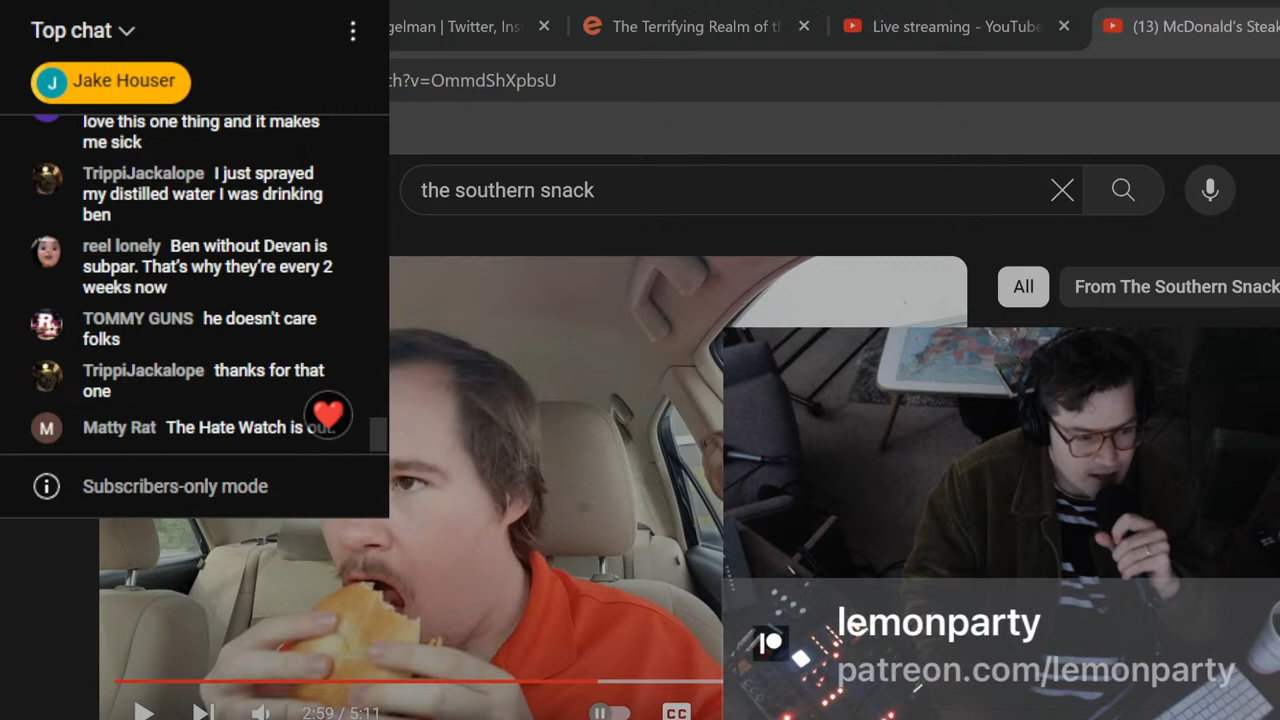 Top chat
gelman | Twitter, Ins
The Terrifying Realm of th
Live streaming - YouTube
(13) McDonald's Steak
Jake Houser
ch?v=OmmdShXpbsU
love this one thing and it makes
me sick
TrippiJackalope I just sprayed
my distilled water I was drinking
ben
the southern snack
reel lonely Ben without Devan is
subpar. That's why they're every 2
weeks now
All
From The Southern Snack
TOMMY GUNS he doesn't care
folks
TrippiJackalope thanks for that
one
M
Matty Rat The Hate Watch is out.
Subscribers-only mode
lemonparty
patreon.com/lemonparty
2:59 / 5:11
CC